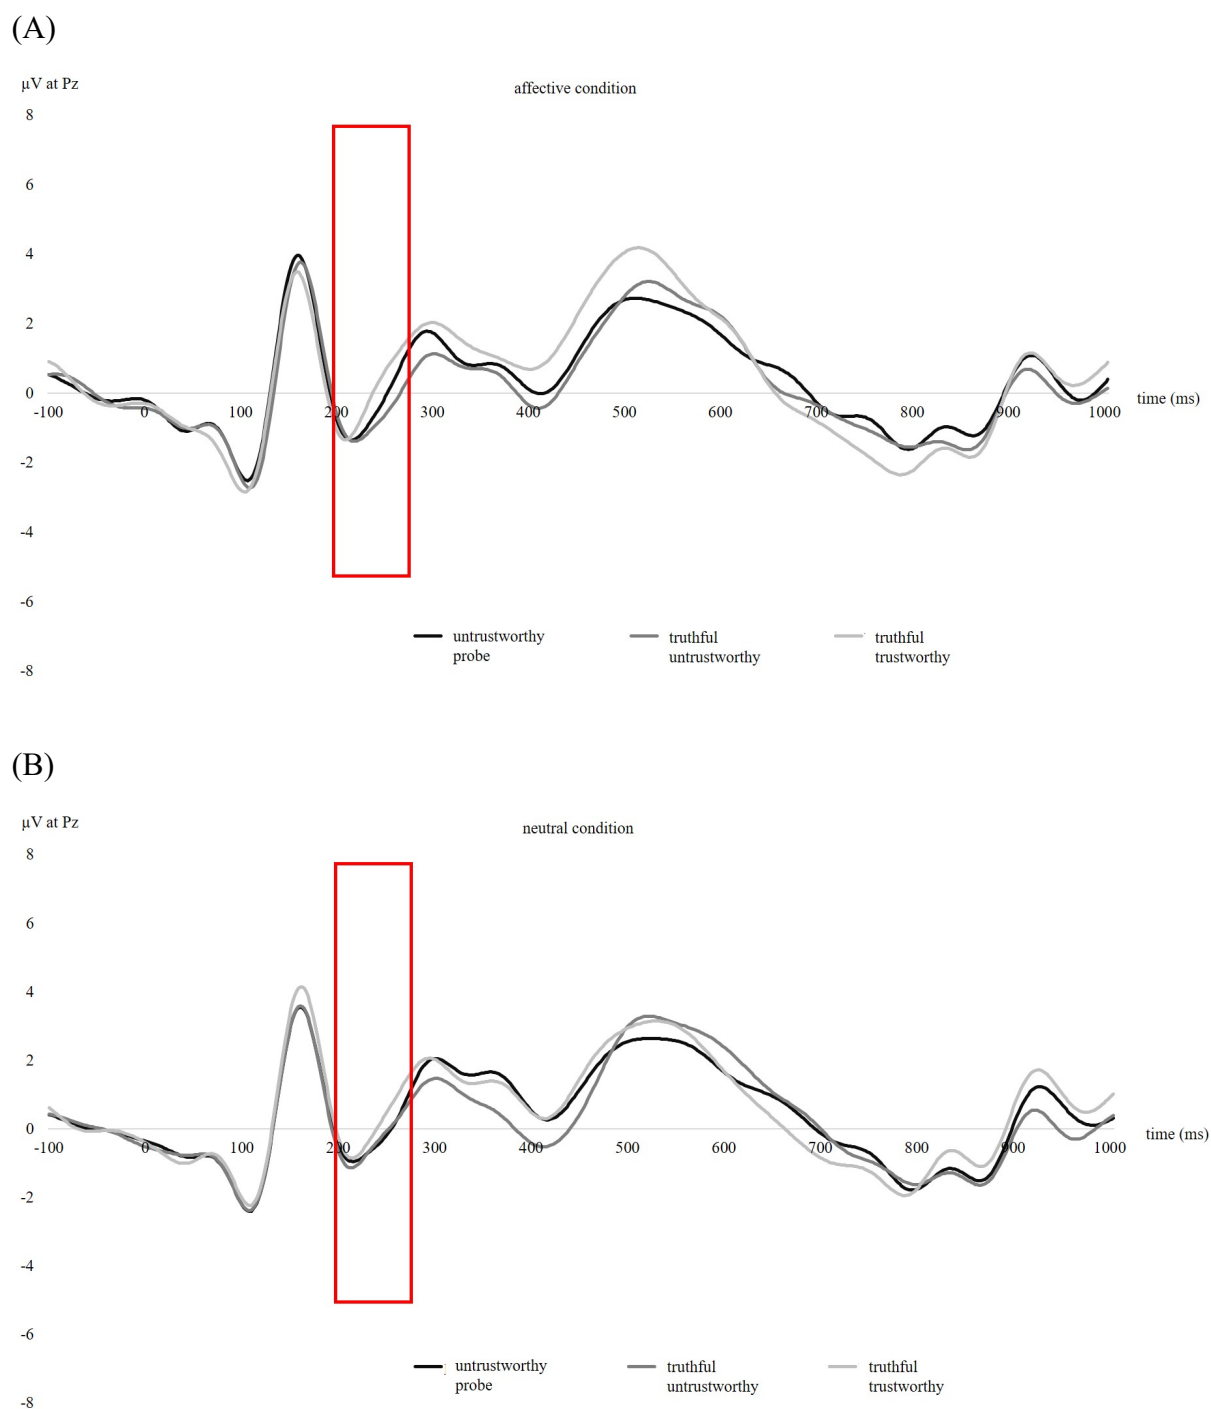 (A)
µV at Pz
affective condition
8
6
4
2
0
-100 0 100 200 300 400 500 600 700 800 900 1000 time (ms)
-2
-4
-6
-8
untrustworthy probe
truthful untrustworthy
truthful trustworthy
(B)
µV at Pz
neutral condition
8
6
4
2
0
-100 0 100 200 300 400 500 600 700 800 900 1000 time (ms)
-2
-4
-6
-8
untrustworthy probe
truthful untrustworthy
truthful trustworthy